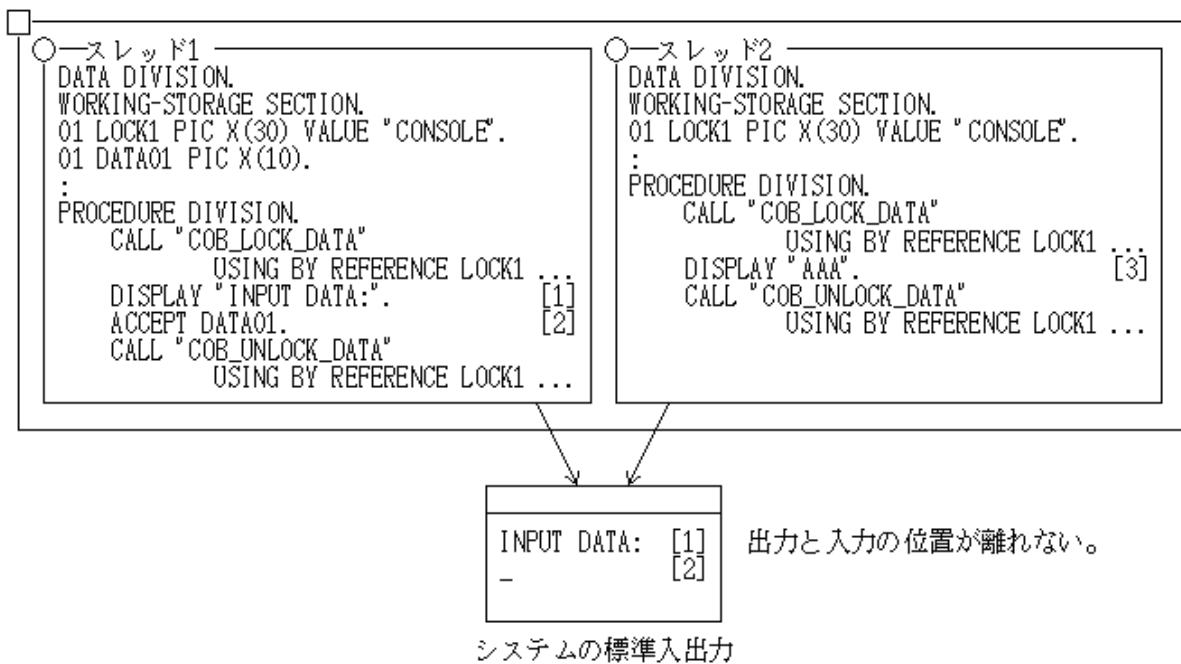 スレッド1
DATA DIVISION.
WORKING-STORAGE SECTION.
01 LOCK1 PIC X(30) VALUE "CONSOLE".
01 DATA01 PIC X(10).
:
PROCEDURE DIVISION.
CALL "COB_LOCK_DATA"
USING BY REFERENCE LOCK1 ...
DISPLAY "INPUT DATA:". [1]
ACCEPT DATA01. [2]
CALL "COB_UNLOCK_DATA"
USING BY REFERENCE LOCK1 ...
スレッド2
DATA DIVISION.
WORKING-STORAGE SECTION.
01 LOCK1 PIC X(30) VALUE "CONSOLE".
:
PROCEDURE DIVISION.
CALL "COB_LOCK_DATA"
USING BY REFERENCE LOCK1 ...
DISPLAY "AAA". [3]
CALL "COB_UNLOCK_DATA"
USING BY REFERENCE LOCK1 ...
INPUT DATA: [1]
_ [2]
出力と入力の位置が離れない。
システムの標準入出力